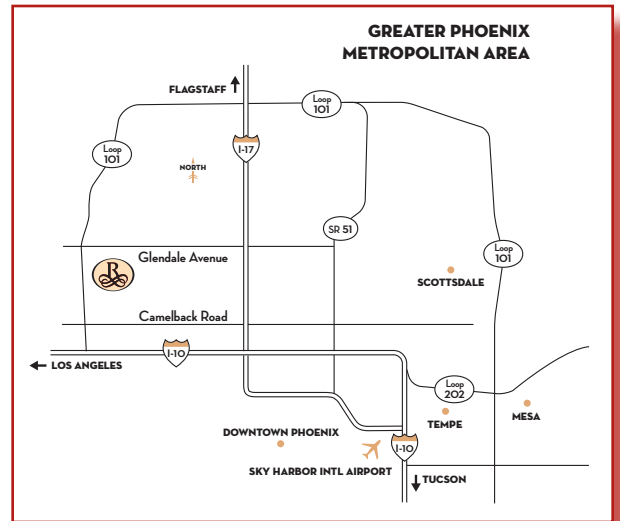 GREATER PHOENIX
METROPOLITAN AREA
FLAGSTAFF
Loop
101
Loop
101
I-17
NORTH
SR 51
Loop
101
Glendale Avenue
R
SCOTTSDALE
Camelback Road
I-10
LOS ANGELES
Loop
202
TEMPE
MESA
DOWNTOWN PHOENIX
I-10
SKY HARBOR INTL AIRPORT
TUCSON